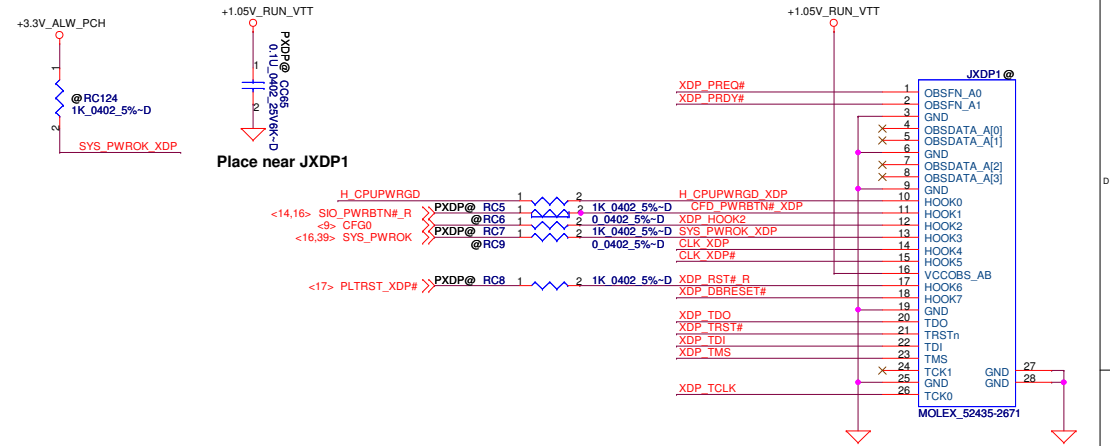 +3.3V_ALW_PCH
1
@RC124
1K_0402_5%~D
2
SYS_PWROK_XDP
+1.05V_RUN_VTT
1
2
PXDP@ CC65
0.1U_0402_25V6K~D
Place near JXDP1
+1.05V_RUN_VTT
H_CPUPWRGD 1 2 H_CPUPWRGD_XDP
PXDP@ RC5 1K_0402_5%~D
<14,16> SIO_PWRBTN#_R 1 2 CFD_PWRBTN#_XDP
@RC6 0_0402_5%~D
<9> CFG0 1 2 XDP_HOOK2
PXDP@ RC7 1K_0402_5%~D
<16,39> SYS_PWROK 1 2 SYS_PWROK_XDP
@RC9 0_0402_5%~D
CLK_XDP
CLK_XDP#
<17> PLTRST_XDP# PXDP@ RC8 1 2 1K_0402_5%~D XDP_RST#_R
XDP_DBRESET#
XDP_TDO
XDP_TRST#
XDP_TDI
XDP_TMS
XDP_TCLK
XDP_PREQ#
XDP_PRDY#
JXDP1@
1 OBSFN_A0
2 OBSFN_A1
3 GND
4 OBSDATA_A[0]
5 OBSDATA_A[1]
6 GND
7 OBSDATA_A[2]
8 OBSDATA_A[3]
9 GND
10 HOOK0
11 HOOK1
12 HOOK2
13 HOOK3
14 HOOK4
15 HOOK5
16 VCCOBS_AB
17 HOOK6
18 HOOK7
19 GND
20 TDO
21 TRSTn
22 TDI
23 TMS
24 TCK1 GND 27
25 GND GND 28
26 TCK0
MOLEX_52435-2671
D